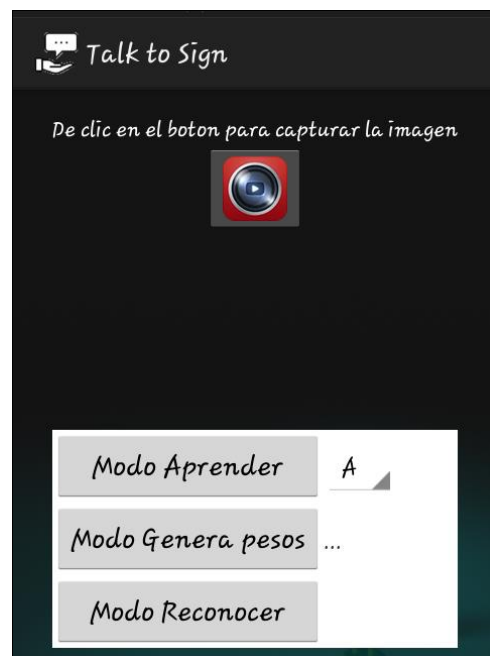 Talk to Sign
De clic en el boton para capturar la imagen
Modo Aprender A
Modo Genera pesos ...
Modo Reconocer